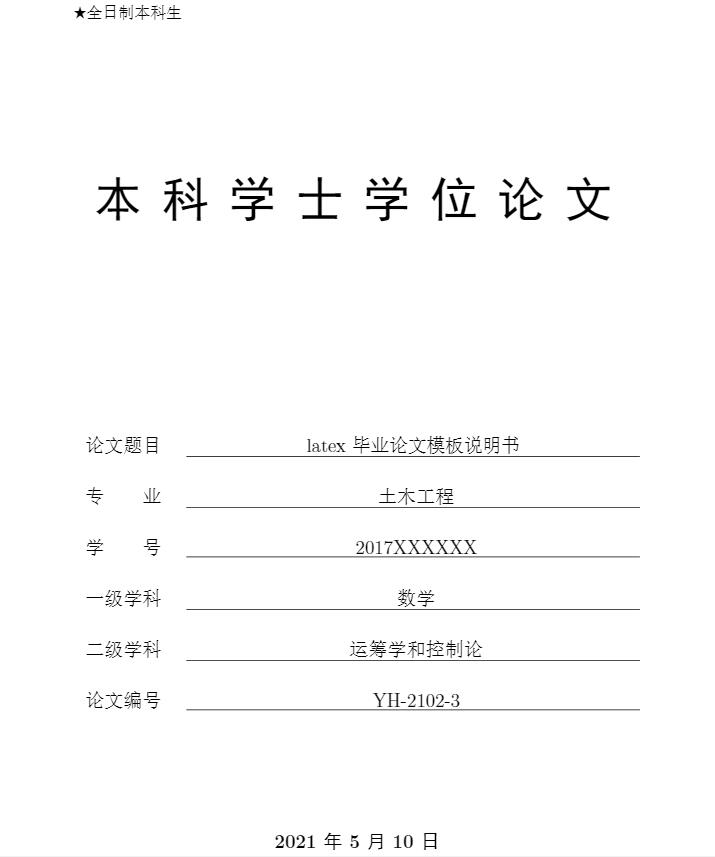 ★全日制本科生
本科学士学位论文
论文题目 latex 毕业论文模板说明书
专 业 土木工程
学 号 2017XXXXXX
一级学科 数学
二级学科 运筹学和控制论
论文编号 YH-2102-3
2021 年 5 月 10 日